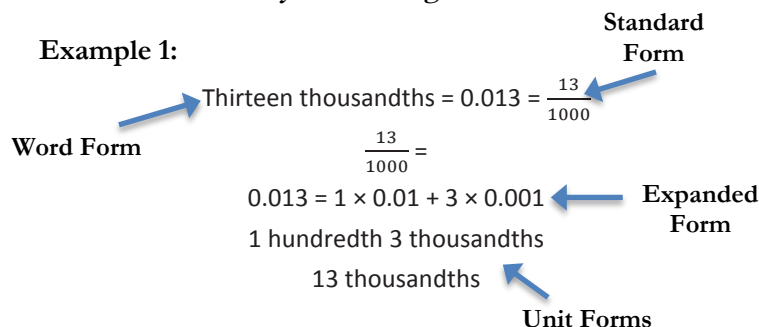 Standard
Form
Example 1:
Thirteen thousandths = 0.013 = 13/1000
Word Form
13/1000 =
0.013 = 1 × 0.01 + 3 × 0.001
Expanded
Form
1 hundredth 3 thousandths
13 thousandths
Unit Forms